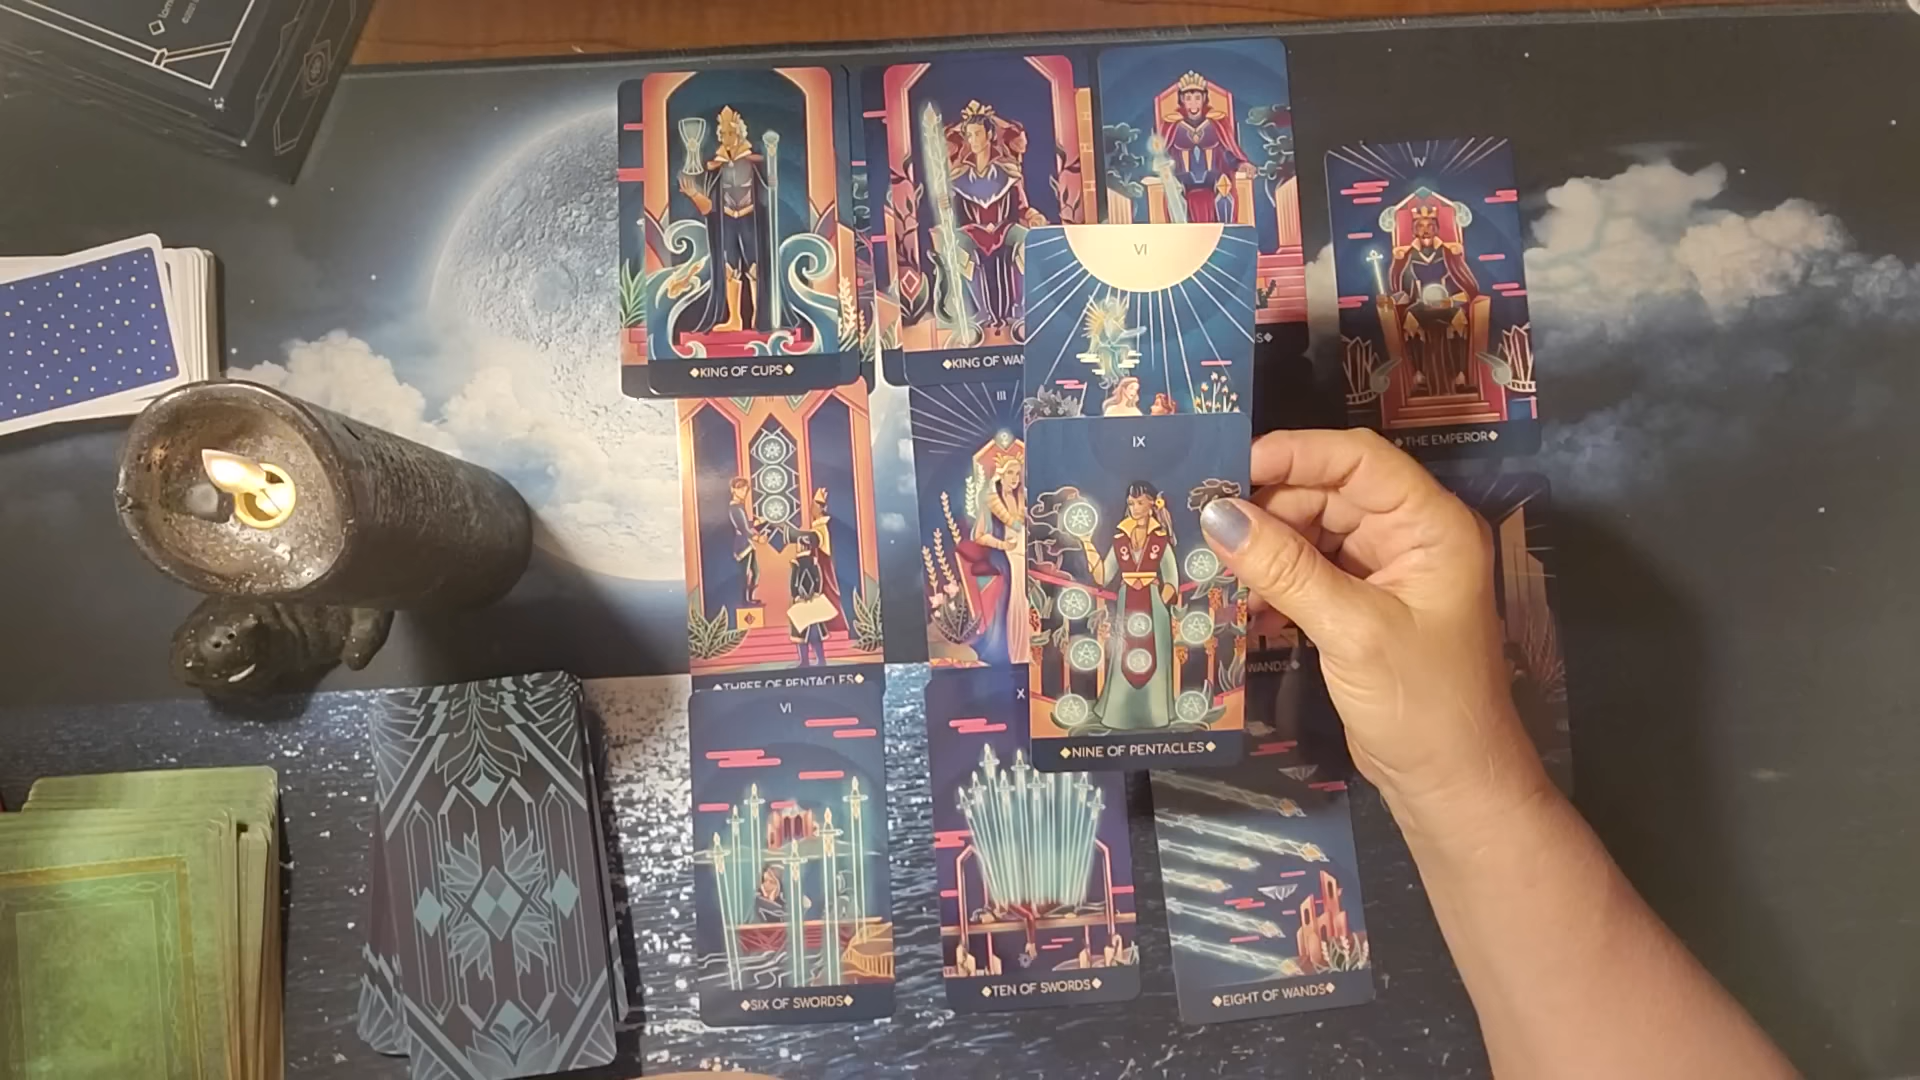 KING OF CUPS
KING OF WAN
S
VI
IV
THE EMPEROR
III
IX
THREE OF PENTACLES
WANDS
NINE OF PENTACLES
VI
X
SIX OF SWORDS
TEN OF SWORDS
EIGHT OF WANDS